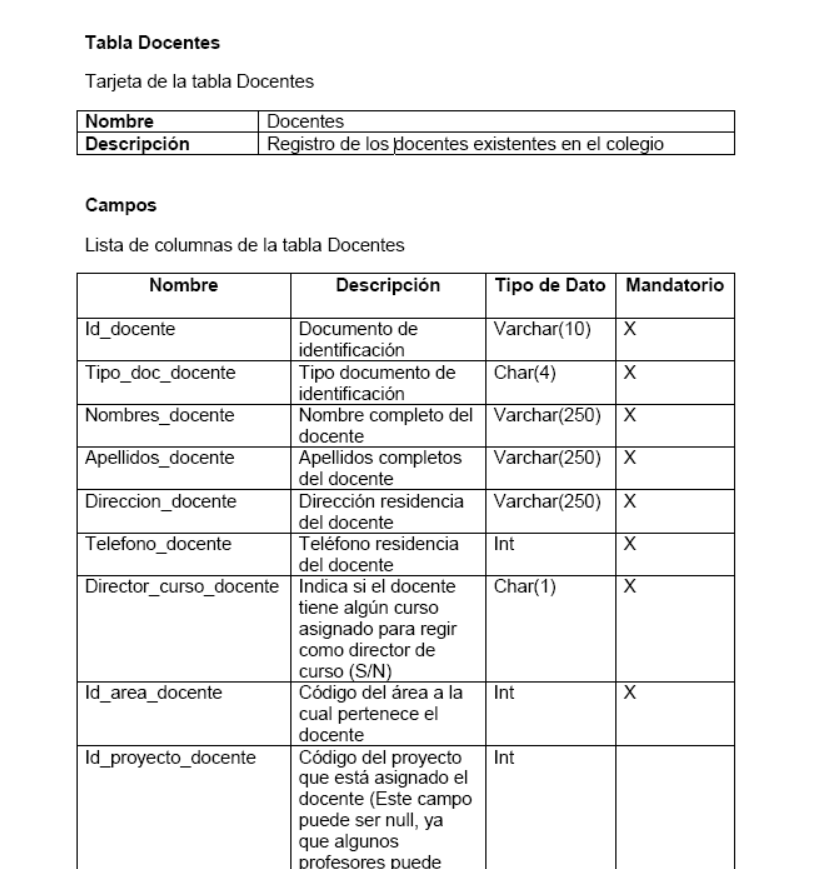 Tabla Docentes
Tarjeta de la tabla Docentes
Nombre Docentes
Descripción Registro de los docentes existentes en el colegio
Campos
Lista de columnas de la tabla Docentes
Nombre Descripción Tipo de Dato Mandatorio
Id_docente Documento de Varchar(10) X
identificación
Tipo_doc_docente Tipo documento de Char(4) X
identificación
Nombres_docente Nombre completo del Varchar(250) X
docente
Apellidos_docente Apellidos completos Varchar(250) X
del docente
Direccion_docente Dirección residencia Varchar(250) X
del docente
Telefono_docente Teléfono residencia Int X
del docente
Director_curso_docente Indica si el docente Char(1) X
tiene algún curso
asignado para regir
como director de
curso (S/N)
Id_area_docente Código del área a la Int X
cual pertenece el
docente
Id_proyecto_docente Código del proyecto Int
que está asignado el
docente (Este campo
puede ser null, ya
que algunos
profesores puede